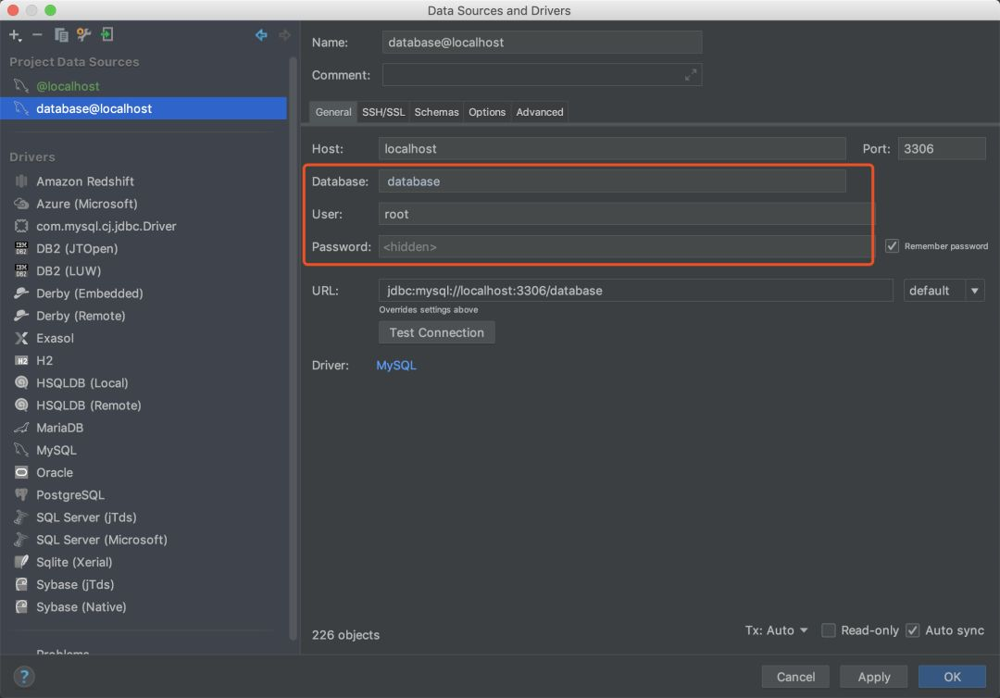 Data Sources and Drivers
Project Data Sources
@localhost
database@localhost
Drivers
Amazon Redshift
Azure (Microsoft)
com.mysql.cj.jdbc.Driver
IBM DB2 DB2 (JTOpen)
IBM DB2 DB2 (LUW)
Derby (Embedded)
Derby (Remote)
Exasol
H2 H2
HSQLDB (Local)
HSQLDB (Remote)
MariaDB
MySQL
Oracle
PostgreSQL
SQL Server (jTds)
SQL Server (Microsoft)
Sqlite (Xerial)
Sybase (jTds)
Sybase (Native)
Problems
?
Name: database@localhost
Comment:
General SSH/SSL Schemas Options Advanced
Host: localhost Port: 3306
Database: database
User: root
Password: <hidden> Remember password
URL: jdbc:mysql://localhost:3306/database default
Overrides settings above
Test Connection
Driver: MySQL
226 objects Tx: Auto Read-only Auto sync
Cancel Apply OK